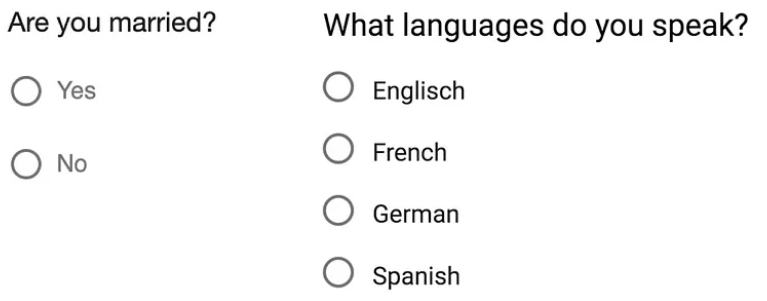 Are you married?
Yes
No
What languages do you speak?
Englisch
French
German
Spanish